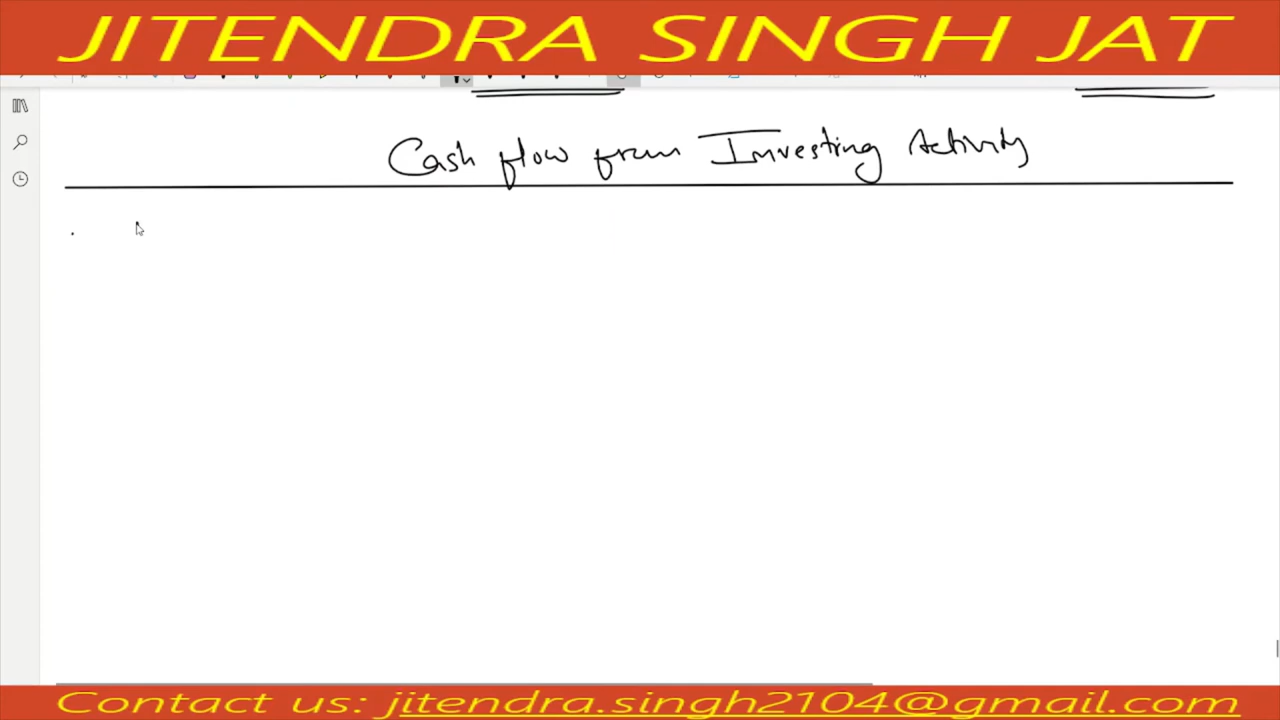 JITENDRA SINGH JAT
Cash flow from Investing Activity
Contact us: jitendra.singh2104@gmail.com